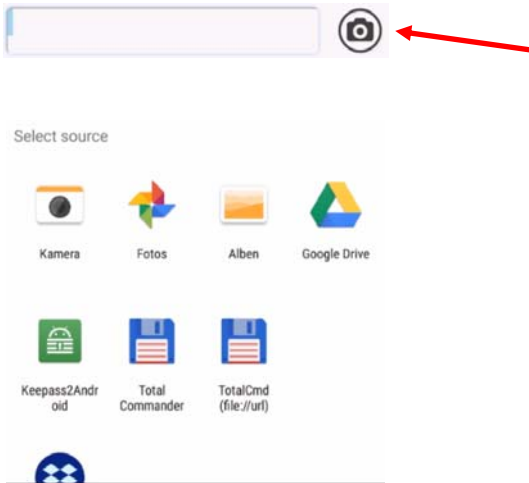 Select source
Kamera Fotos Alben Google Drive
Keepass2Andr Total TotalCmd
oid Commander (file://url)